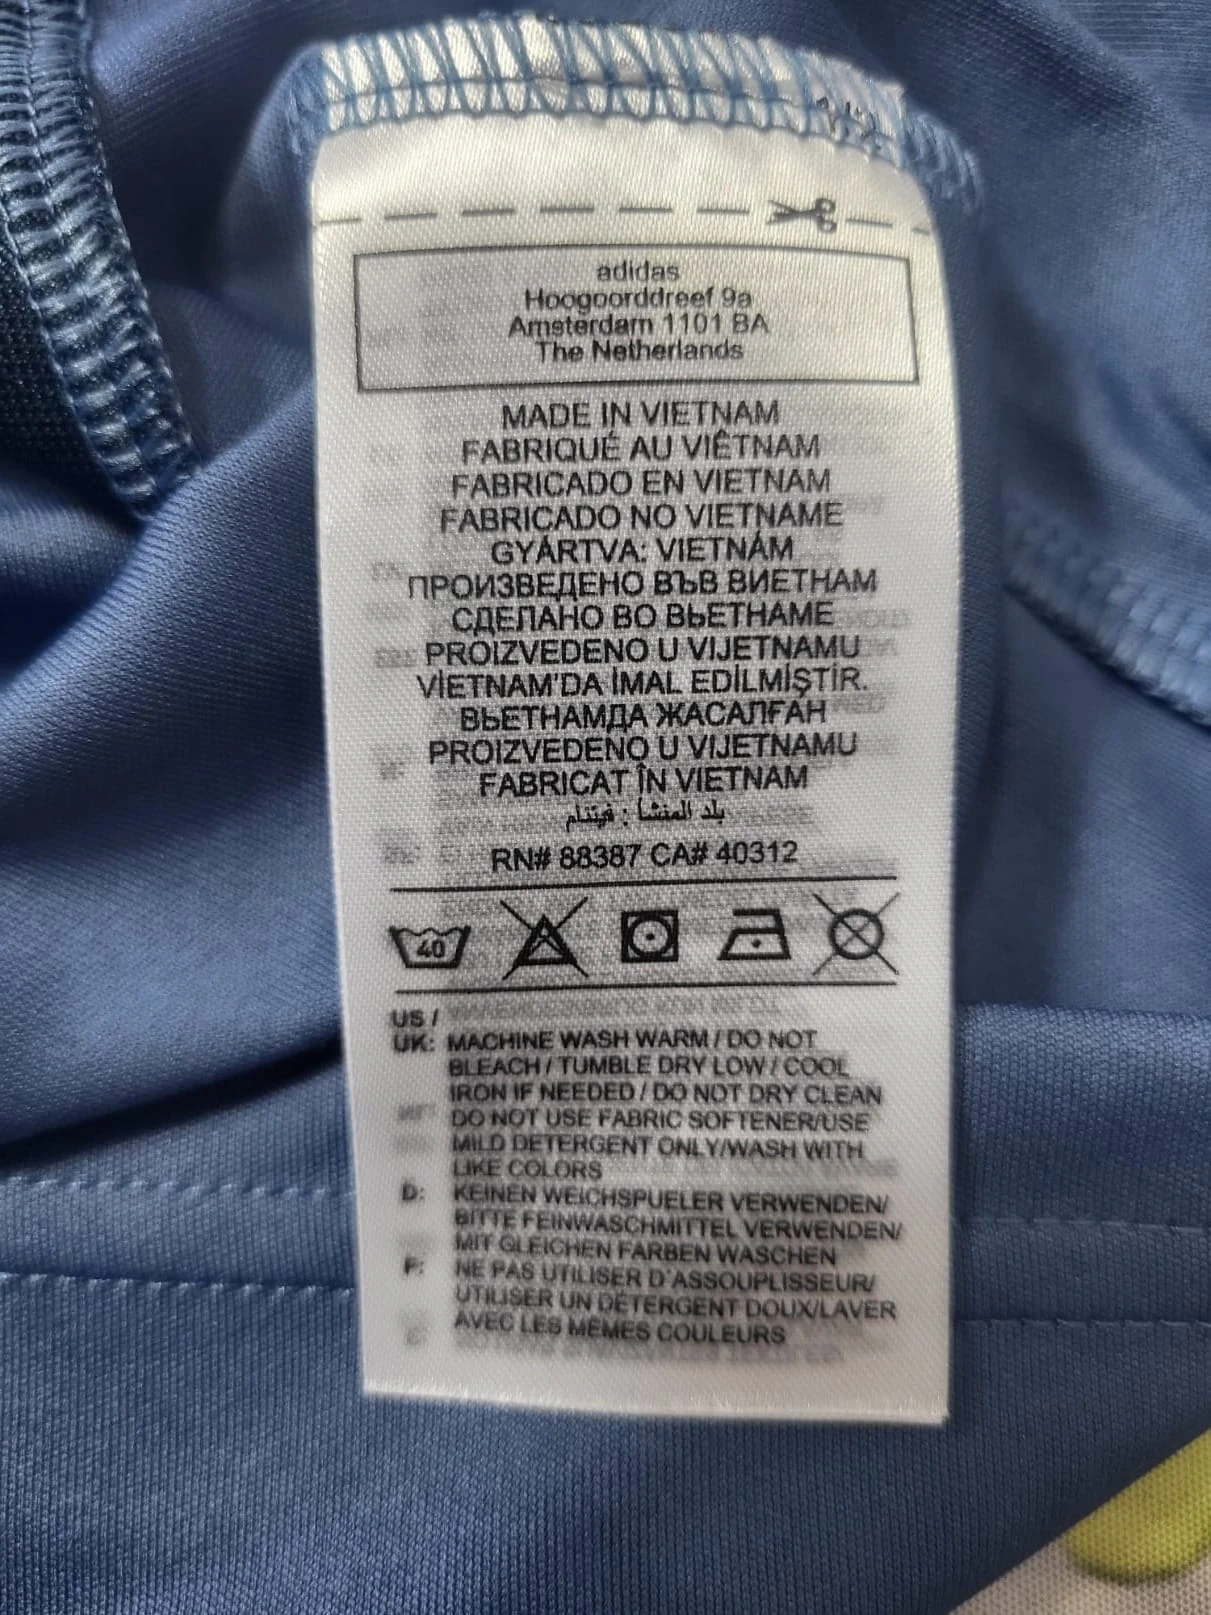 adidas
Hoogoorddreef 9a
Amsterdam 1101 BA
The Netherlands
MADE IN VIETNAM
FABRIQUÉ AU VIÊTNAM
FABRICADO EN VIETNAM
FABRICADO NO VIETNAME
GYÁRTVA: VIETNÁM
ПРОИЗВЕДЕНО ВЪВ ВИЕТНАМ
СДЕЛАНО ВО ВЬЕТНАМЕ
PROIZVEDENO U VIJETNAMU
VİETNAM'DA İMAL EDİLMİŞTİR.
ВЬЕТНАМДА ЖАСАЛҒАН
PROIZVEDENO U VIJETNAMU
FABRICAT ÎN VIETNAM
بلد المنشأ : فيتنام
RN# 88387 CA# 40312
40
US /
UK: MACHINE WASH WARM / DO NOT
BLEACH / TUMBLE DRY LOW / COOL
IRON IF NEEDED / DO NOT DRY CLEAN
DO NOT USE FABRIC SOFTENER/USE
MILD DETERGENT ONLY/WASH WITH
LIKE COLORS
D: KEINEN WEICHSPUELER VERWENDEN/
BITTE FEINWASCHMITTEL VERWENDEN/
MIT GLEICHEN FARBEN WASCHEN
F: NE PAS UTILISER D'ASSOUPLISSEUR/
UTILISER UN DÉTERGENT DOUX/LAVER
AVEC LES MÊMES COULEURS